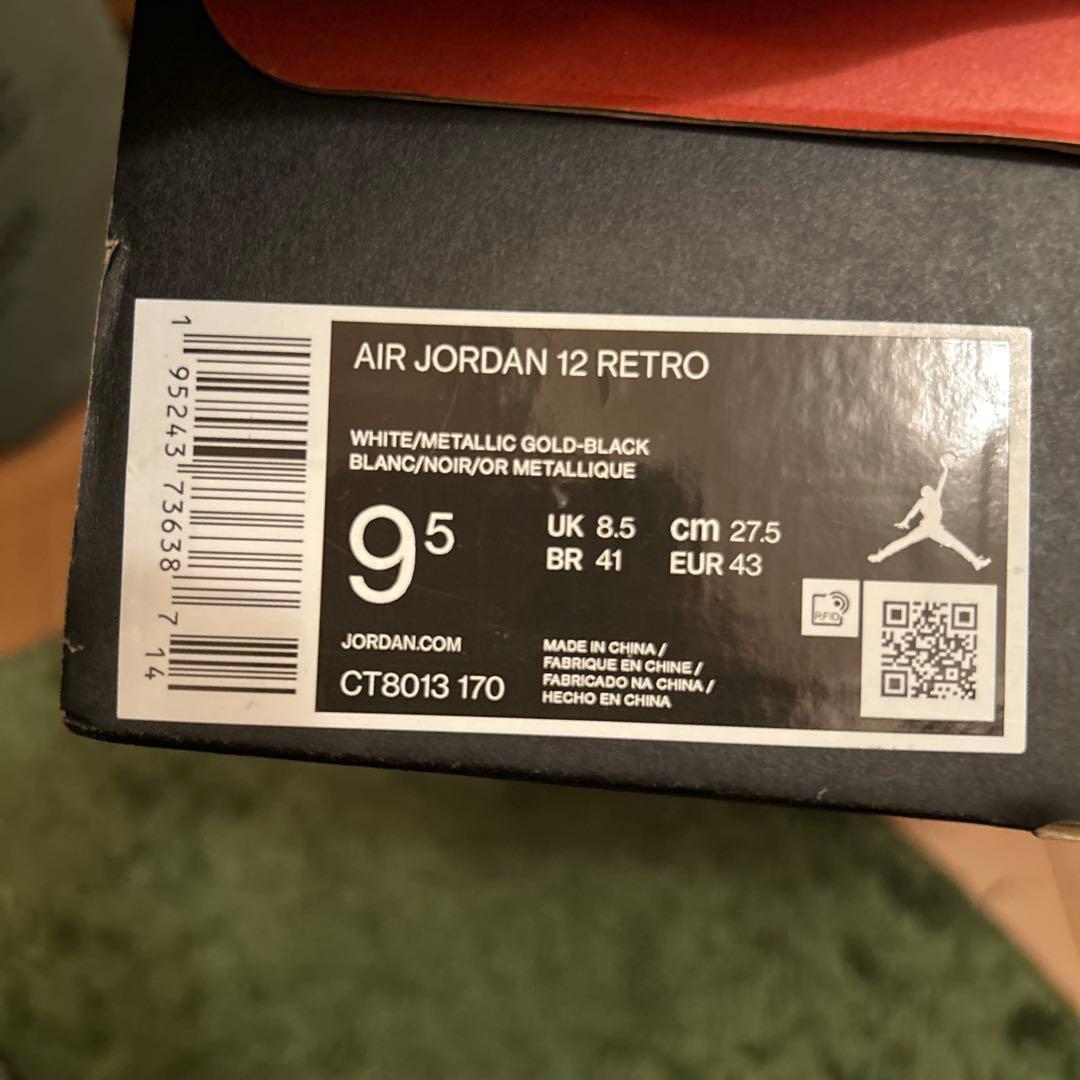 AIR JORDAN 12 RETRO
WHITE/METALLIC GOLD-BLACK
BLANC/NOIR/OR METALLIQUE
9 5
UK 8.5 cm 27.5
BR 41 EUR 43
JORDAN.COM
CT8013 170
MADE IN CHINA /
FABRIQUE EN CHINE /
FABRICADO NA CHINA /
HECHO EN CHINA
RFID
1 95243 73638 7 14